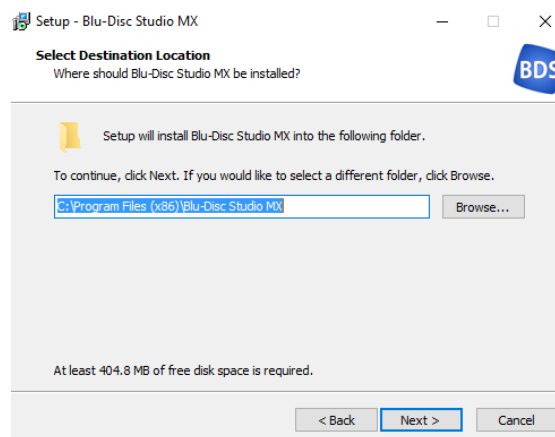 Setup - Blu-Disc Studio MX
Select Destination Location
Where should Blu-Disc Studio MX be installed?
BDS
Setup will install Blu-Disc Studio MX into the following folder.
To continue, click Next. If you would like to select a different folder, click Browse.
C:\Program Files (x86)\Blu-Disc Studio MX
Browse...
At least 404.8 MB of free disk space is required.
< Back Next > Cancel